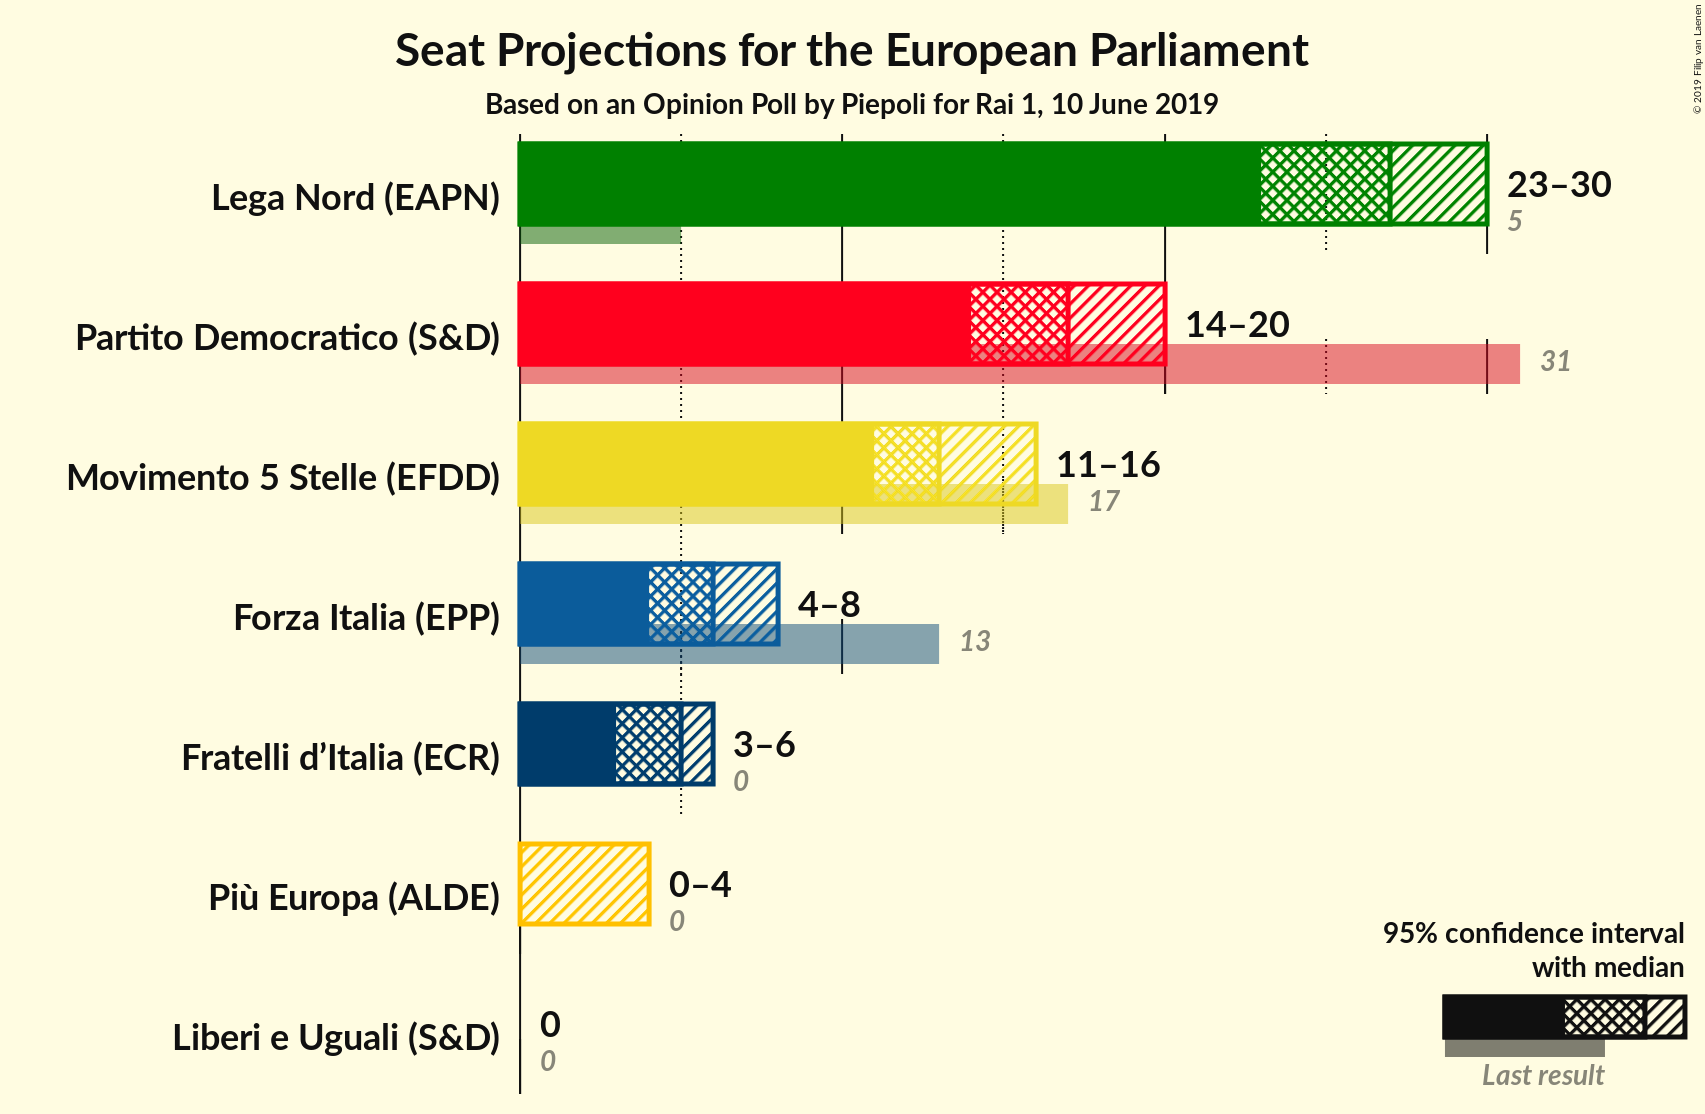 Seat Projections for the European Parliament
Based on an Opinion Poll by Piepoli for Rai 1, 10 June 2019
© 2019 Filip van Laenen
Lega Nord (EAPN)
23–30
5
Partito Democratico (S&D)
14–20
31
Movimento 5 Stelle (EFDD)
11–16
17
Forza Italia (EPP)
4–8
13
Fratelli d’Italia (ECR)
3–6
0
Più Europa (ALDE)
0–4
0
Liberi e Uguali (S&D)
0
0
95% confidence interval
with median
Last result